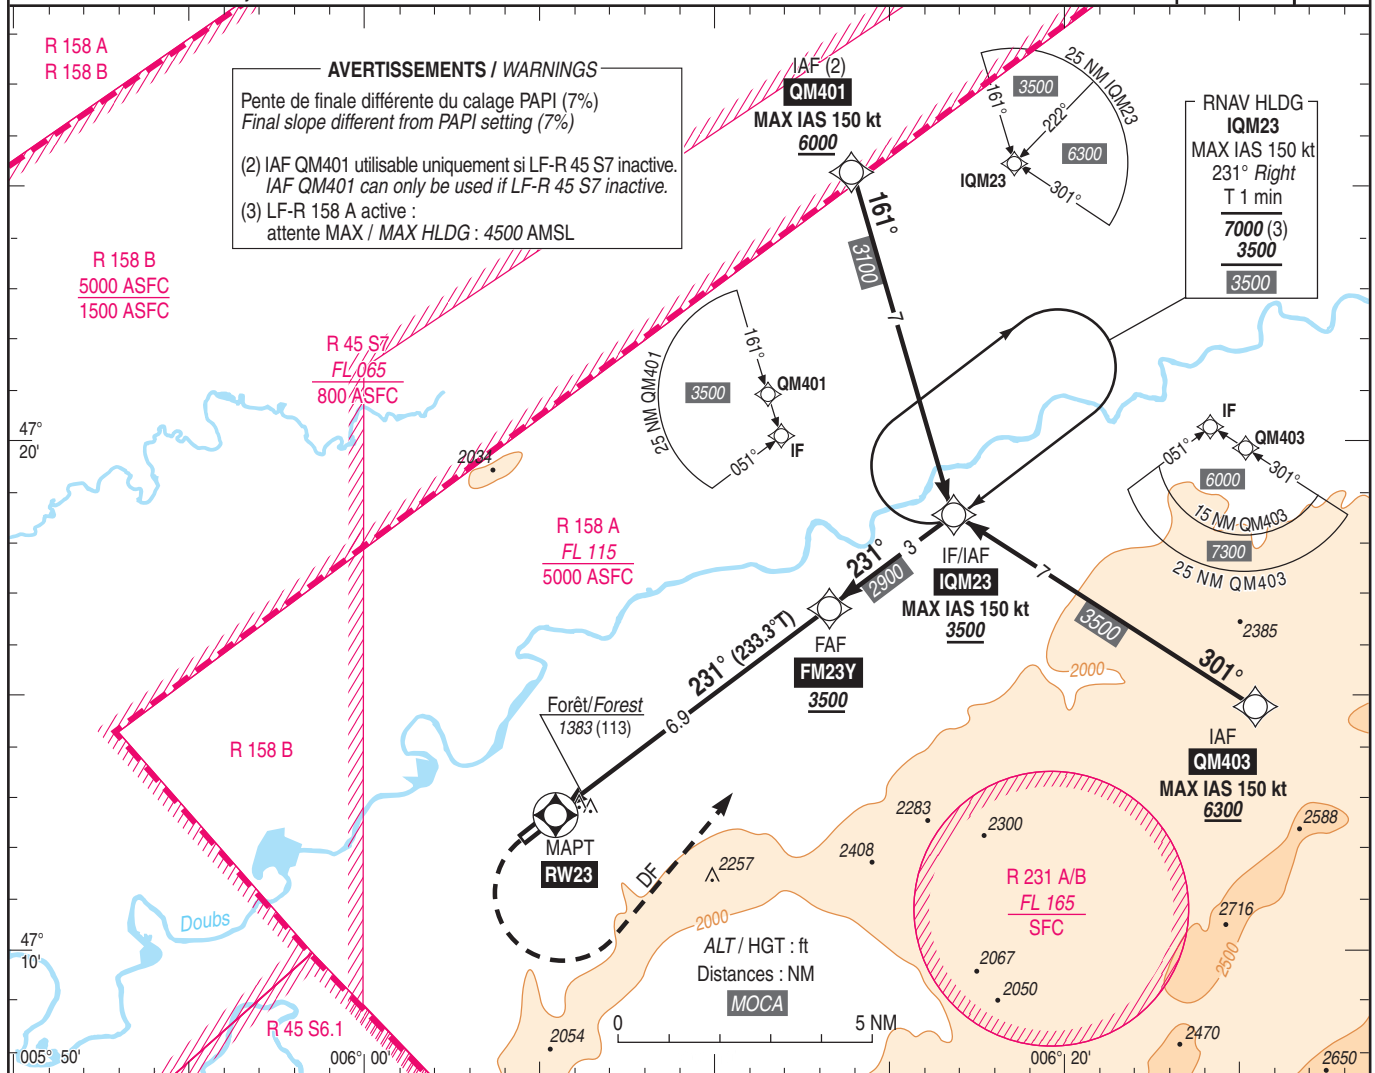 R 158 A
R 158 B
AVERTISSEMENTS / WARNINGS
Pente de finale différente du calage PAPI (7%)
Final slope different from PAPI setting (7%)
(2) IAF QM401 utilisable uniquement si LF-R 45 S7 inactive.
IAF QM401 can only be used if LF-R 45 S7 inactive.
(3) LF-R 158 A active :
attente MAX / MAX HLDG : 4500 AMSL
IAF (2)
QM401
MAX IAS 150 kt
6000
161°
3100
7
25 NM IQM23
3500
161°
222°
6300
IQM23
301°
RNAV HLDG
IQM23
MAX IAS 150 kt
231° Right
T 1 min
7000 (3)
3500
3500
R 158 B
5000 ASFC
1500 ASFC
R 45 S7
FL 065
800 ASFC
25 NM QM401
161°
3500
QM401
051°
IF
47°
20'
2034
IF
QM403
051°
301°
6000
15 NM QM403
7300
25 NM QM403
R 158 A
FL 115
5000 ASFC
231°
3
2900
IF/IAF
IQM23
MAX IAS 150 kt
3500
7
3500
301°
2385
2000
FAF
FM23Y
3500
231° (233.3°T)
6.9
Forêt/Forest
1383 (113)
R 158 B
IAF
QM403
MAX IAS 150 kt
6300
MAPT
RW23
DF
2257
2408
2283
2300
2588
R 231 A/B
FL 165
SFC
2716
2500
2067
2050
2000
Doubs
47°
10'
ALT / HGT : ft
Distances : NM
MOCA
0
5 NM
R 45 S6.1
2054
2470
2650
005° 50'
006° 00'
006° 20'